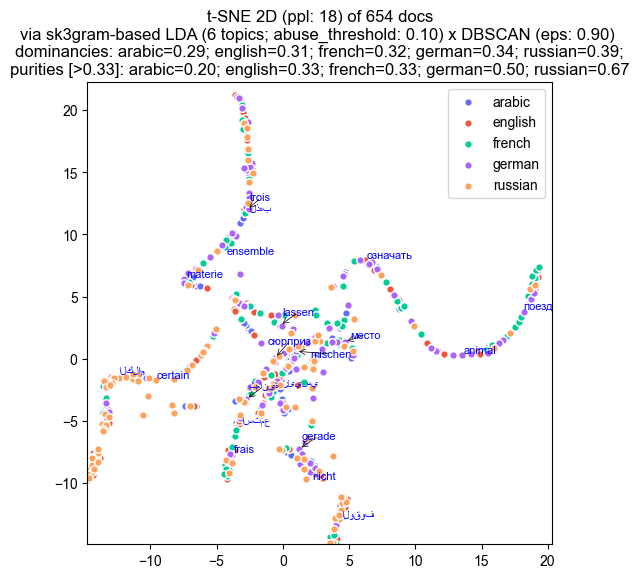 t-SNE 2D (ppl: 18) of 654 docs
via sk3gram-based LDA (6 topics; abuse_threshold: 0.10) x DBSCAN (eps: 0.90)
dominancies: arabic=0.29; english=0.31; french=0.32; german=0.34; russian=0.39;
purities [>0.33]: arabic=0.20; english=0.33; french=0.33; german=0.50; russian=0.67
arabic
english
french
german
russian
20
15
10
5
0
−5
−10
trois
ensemble
materie
означать
поезд
lassen
место
сюрприз
mischen
animal
الكلام
certain
frais
gerade
nicht
الوقوف
−10
−5
0
5
10
15
20